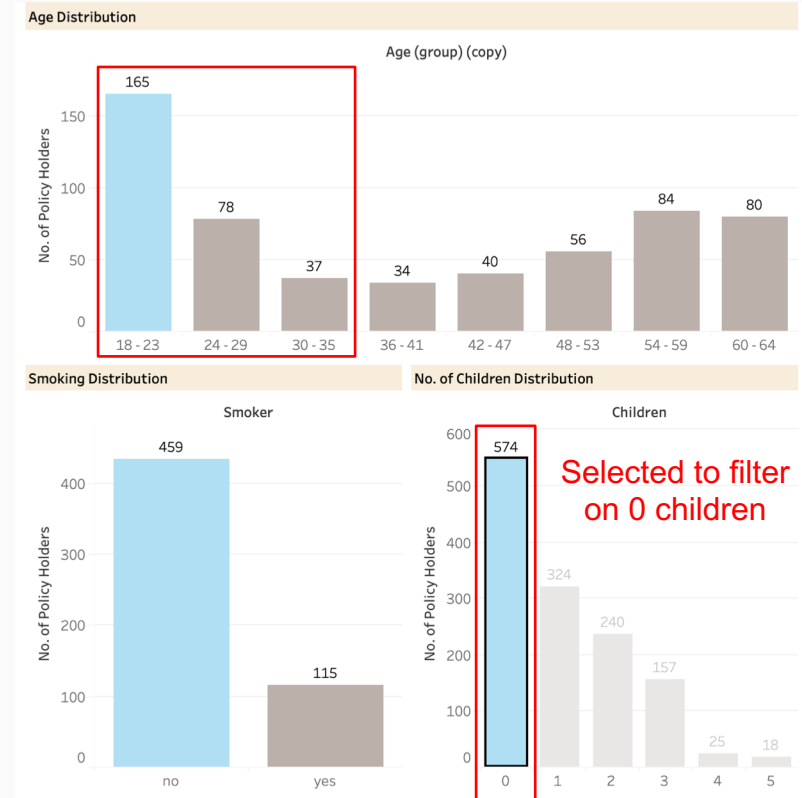 Age Distribution
Age (group) (copy)
No. of Policy Holders
150
100
50
0
165
78
37
34
40
56
84
80
18 - 23
24 - 29
30 - 35
36 - 41
42 - 47
48 - 53
54 - 59
60 - 64
Smoking Distribution
Smoker
No. of Policy Holders
400
300
200
100
0
459
115
no
yes
No. of Children Distribution
Children
No. of Policy Holders
600
500
400
300
200
100
0
574
Selected to filter
on 0 children
324
240
157
25
18
0
1
2
3
4
5